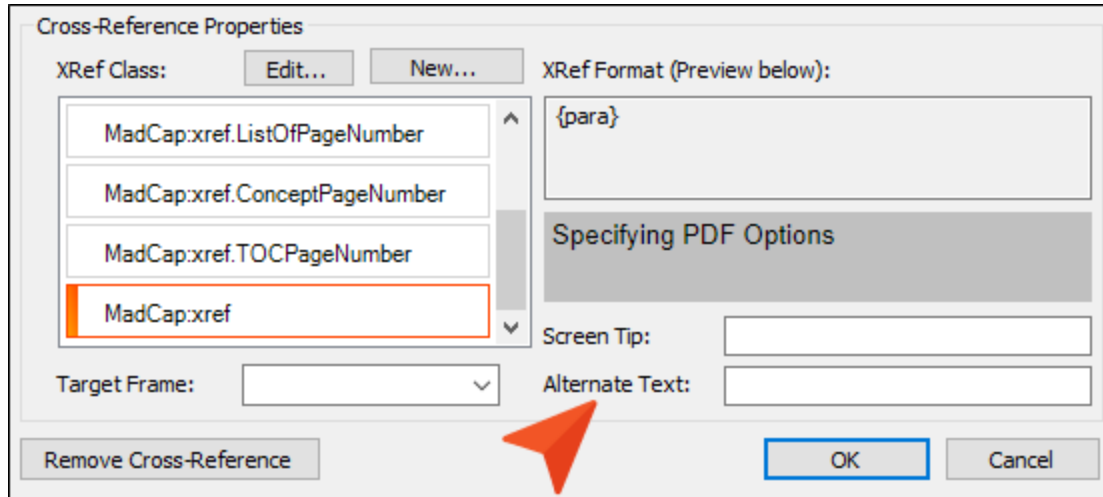 Cross-Reference Properties
XRef Class:
Edit...
New...
XRef Format (Preview below):
MadCap:xref.ListOfPageNumber
MadCap:xref.ConceptPageNumber
MadCap:xref.TOCPageNumber
MadCap:xref
{para}
Specifying PDF Options
Screen Tip:
Target Frame:
Alternate Text:
Remove Cross-Reference
OK
Cancel